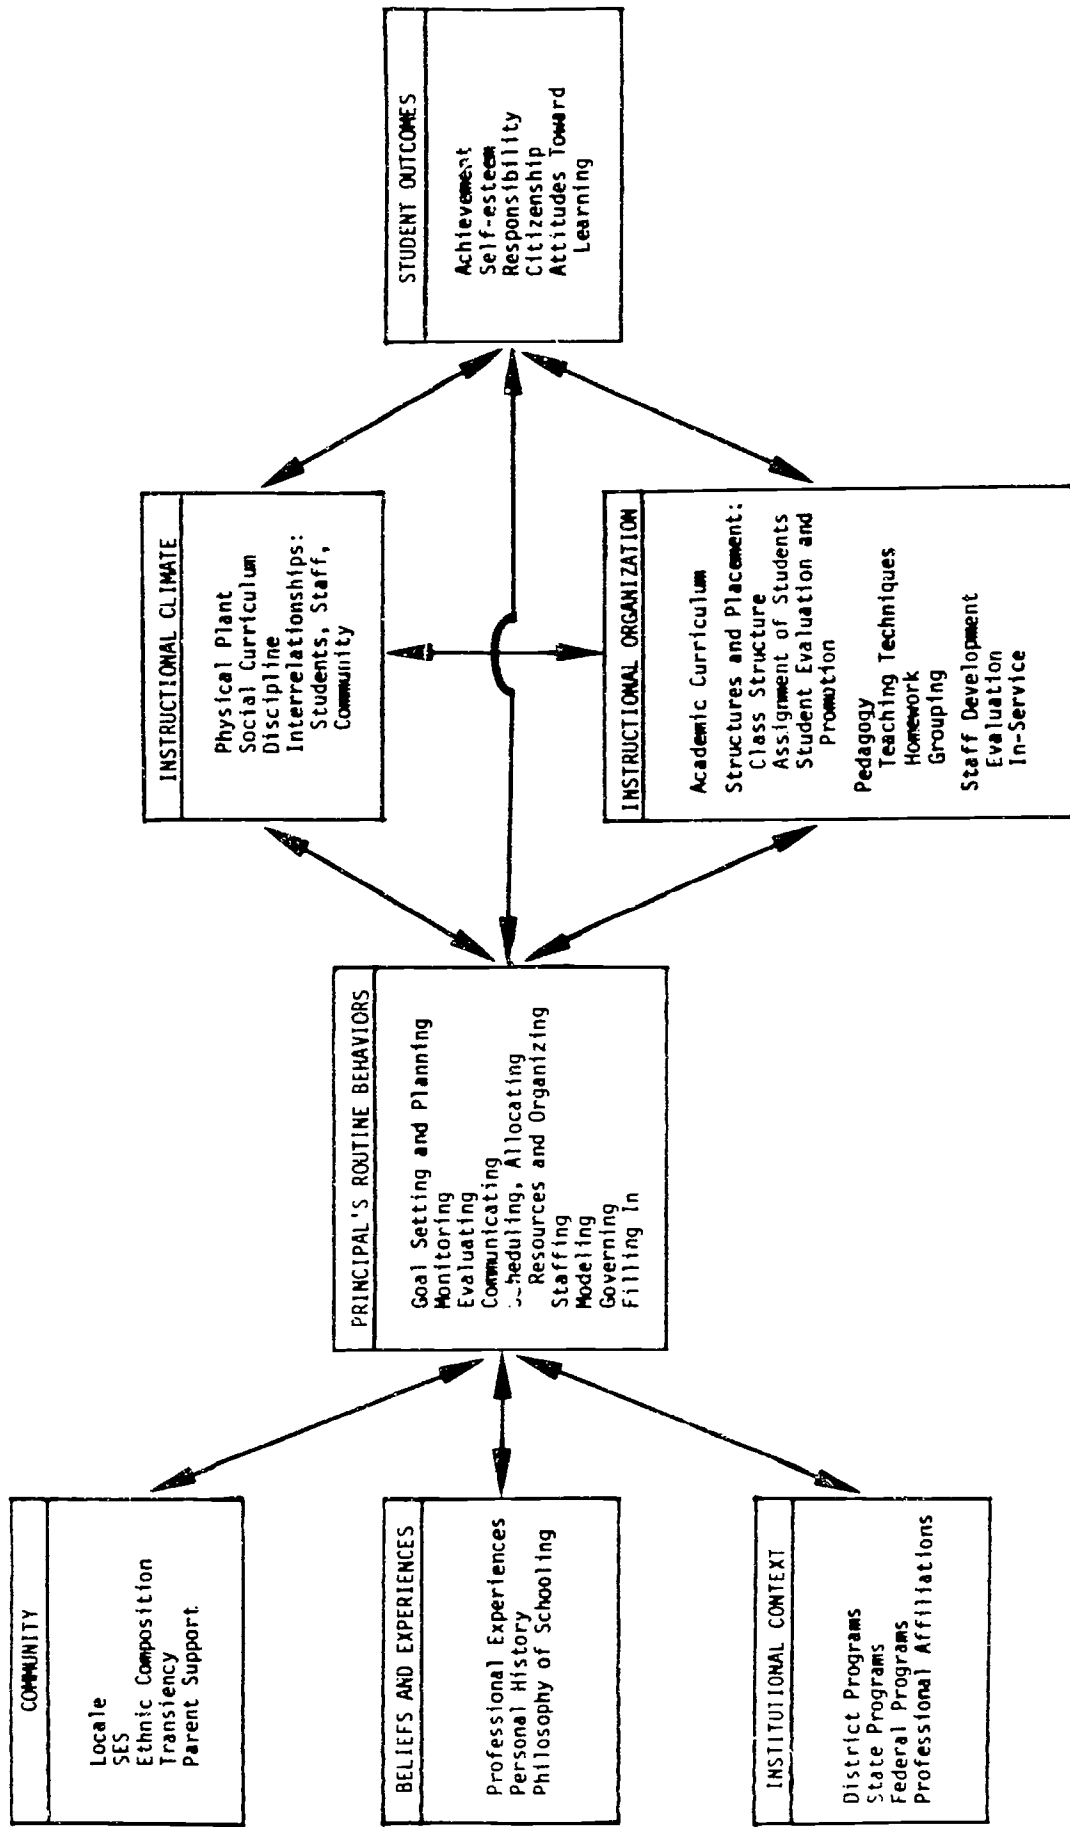 COMMUNITY
Locale
SES
Ethnic Composition
Transiency
Parent Support
BELIEFS AND EXPERIENCES
Professional Experiences
Personal History
Philosophy of Schooling
INSTITUTIONAL CONTEXT
District Programs
State Programs
Federal Programs
Professional Affiliations
PRINCIPAL'S ROUTINE BEHAVIORS
Goal Setting and Planning
Monitoring
Evaluating
Communicating
Scheduling, Allocating
Resources and Organizing
Staffing
Modeling
Governing
Filling In
INSTRUCTIONAL CLIMATE
Physical Plant
Social Curriculum
Discipline
Interrelationships:
Students, Staff,
Community
INSTRUCTIONAL ORGANIZATION
Academic Curriculum
Structures and Placement:
Class Structure
Assignment of Students
Student Evaluation and
Promotion
Pedagogy
Teaching Techniques
Homework
Grouping
Staff Development
Evaluation
In-Service
STUDENT OUTCOMES
Achievement
Self-esteem
Responsibility
Citizenship
Attitudes Toward
Learning